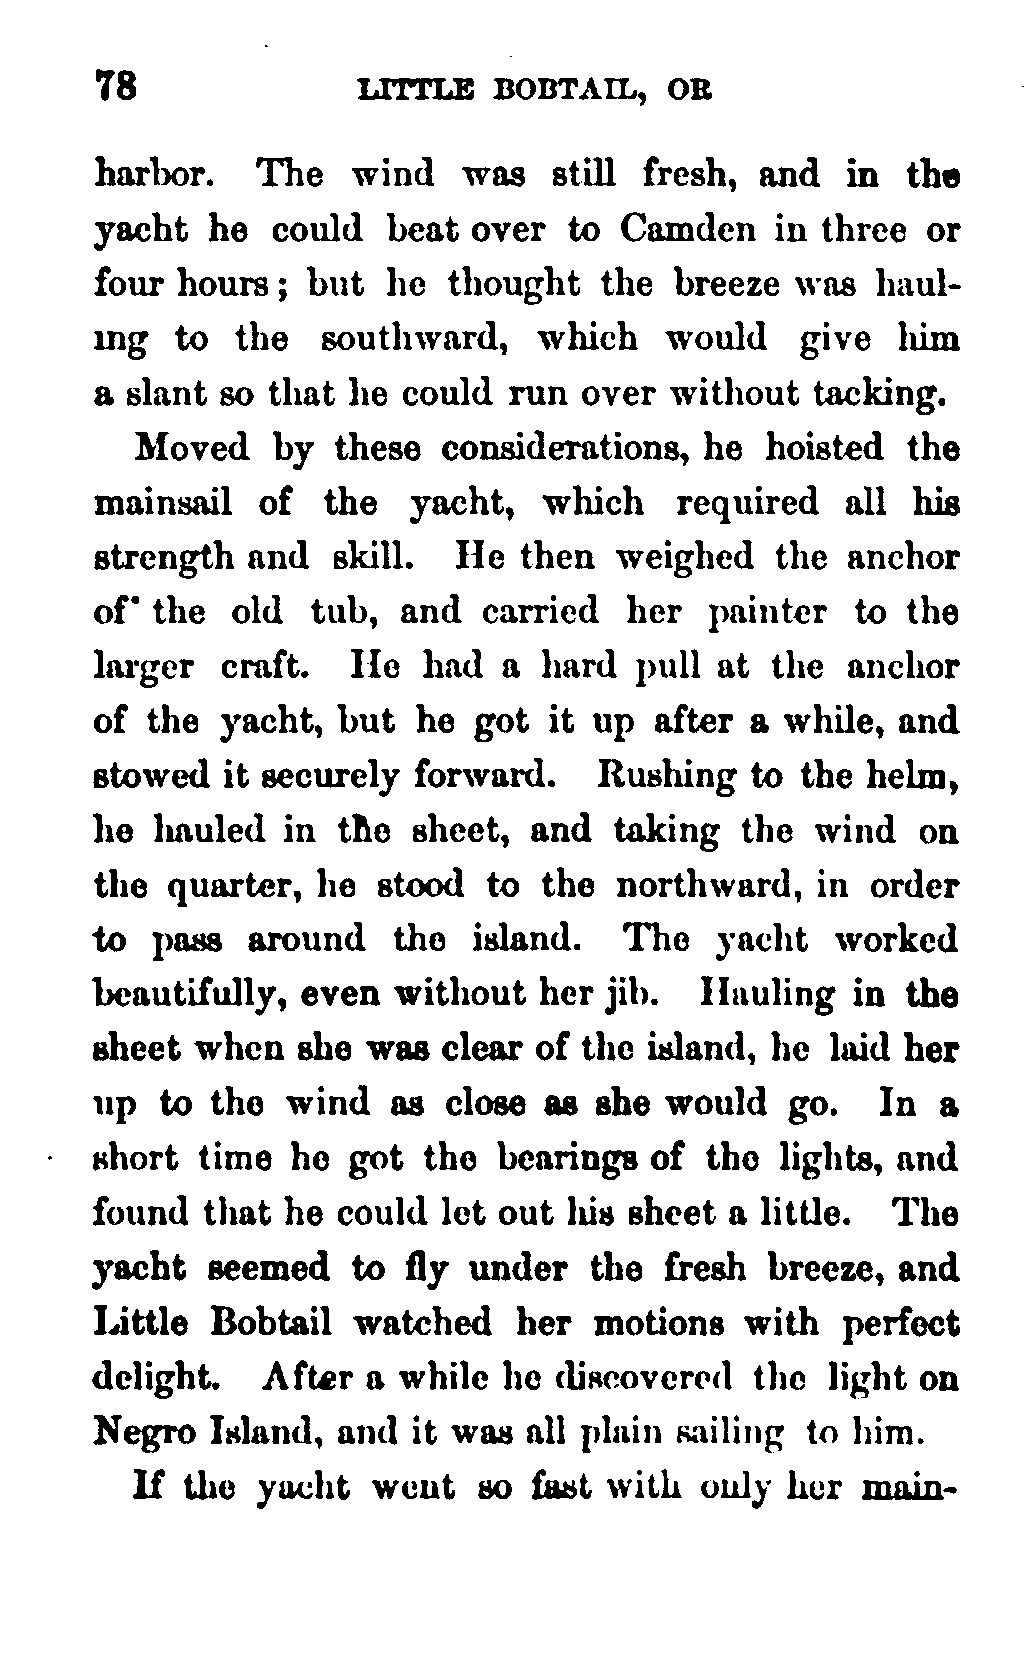 78 LITTLE BOBTAIL, OR
harbor. The wind was still fresh, and in the
yacht he could beat over to Camden in three or
four hours; but he thought the breeze was haul-
ing to the southward, which would give him
a slant so that he could run over without tacking.
Moved by these considerations, he hoisted the
mainsail of the yacht, which required all his
strength and skill. He then weighed the anchor
of the old tub, and carried her painter to the
larger craft. He had a hard pull at the anchor
of the yacht, but he got it up after a while, and
stowed it securely forward. Rushing to the helm,
he hauled in the sheet, and taking the wind on
the quarter, he stood to the northward, in order
to pass around the island. The yacht worked
beautifully, even without her jib. Hauling in the
sheet when she was clear of the island, he laid her
up to the wind as close as she would go. In a
short time he got the bearings of the lights, and
found that he could let out his sheet a little. The
yacht seemed to fly under the fresh breeze, and
Little Bobtail watched her motions with perfect
delight. After a while he discovered the light on
Negro Island, and it was all plain sailing to him.
If the yacht went so fast with only her main-